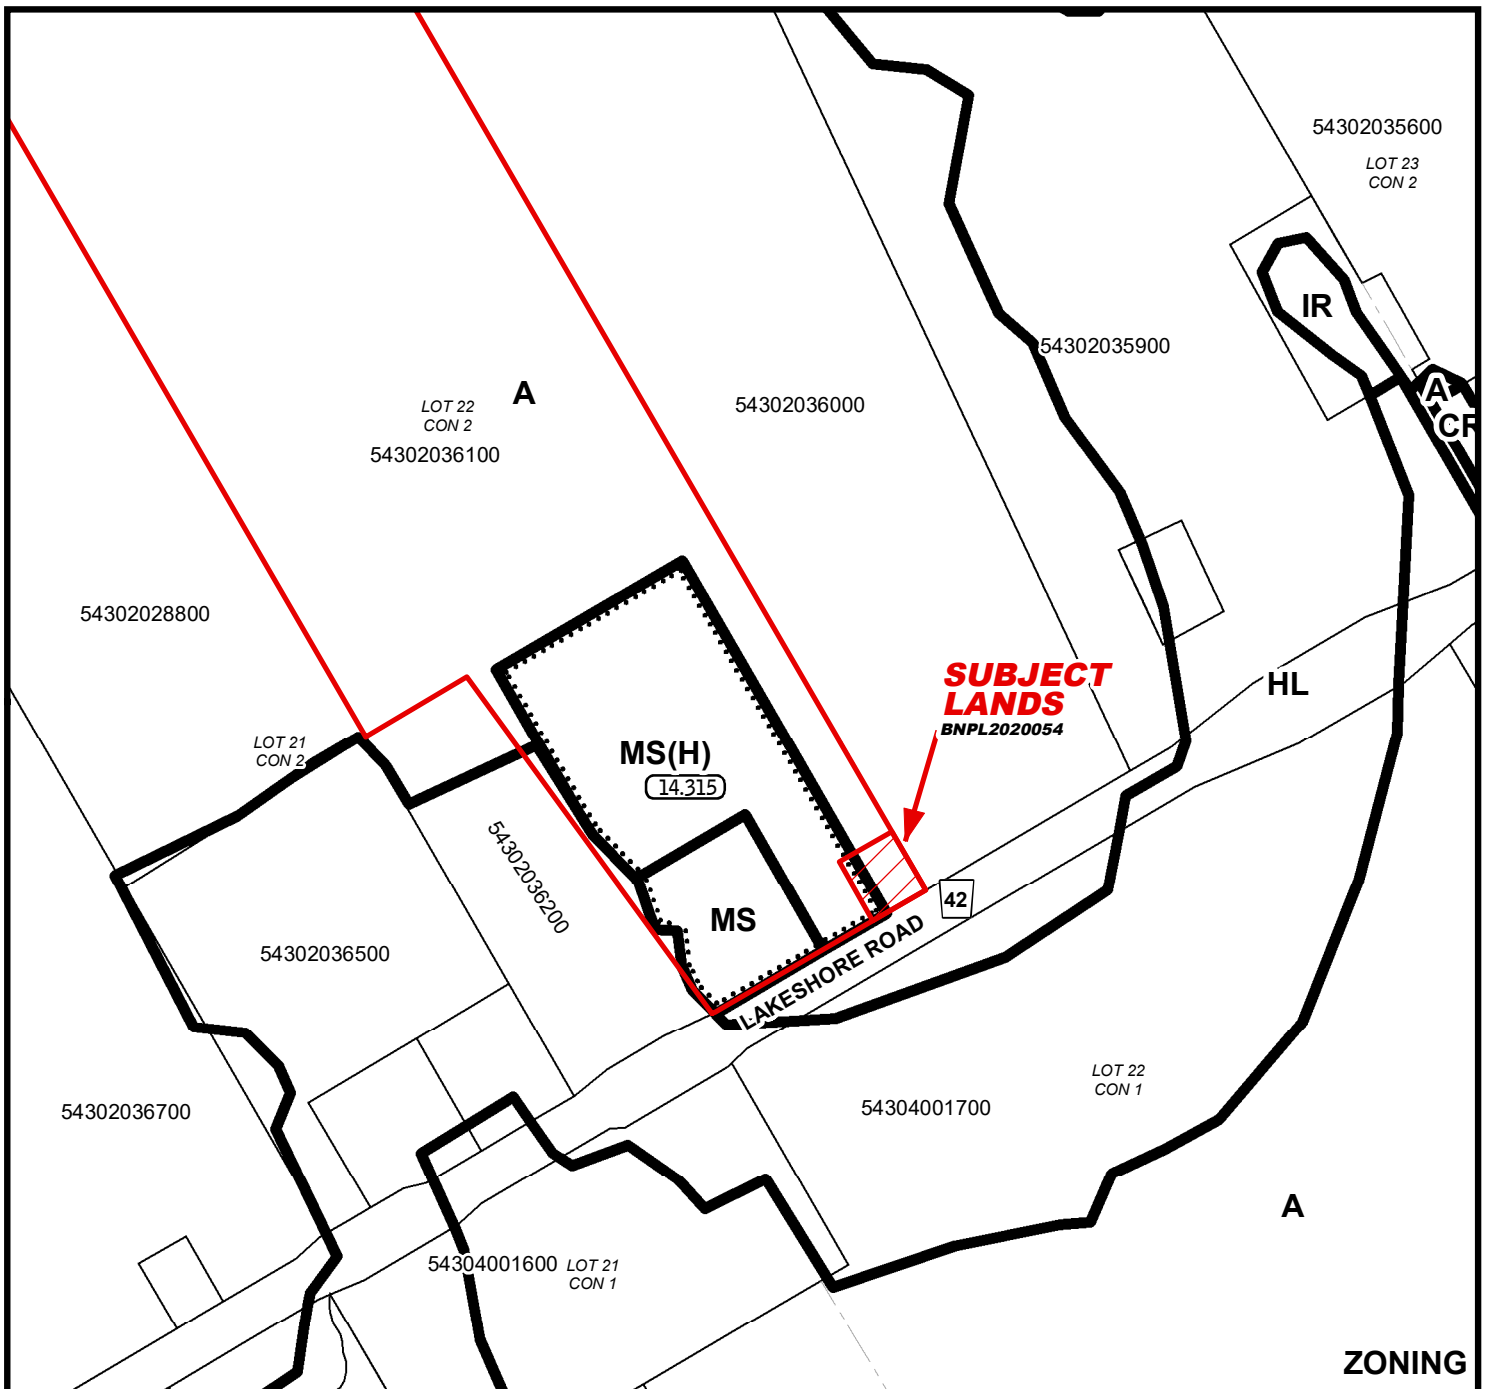 54302035600
LOT 23
CON 2
IR
54302035900
A
CR
LOT 22
CON 2
A
54302036000
54302036100
54302028800
SUBJECT
LANDS
BNPL2020054
HL
LOT 21
CON 2
MS(H)
14.315
54302036200
MS
42
LAKESHORE ROAD
54302036500
54302036700
LOT 22
CON 1
54304001700
A
54304001600
LOT 21
CON 1
ZONING